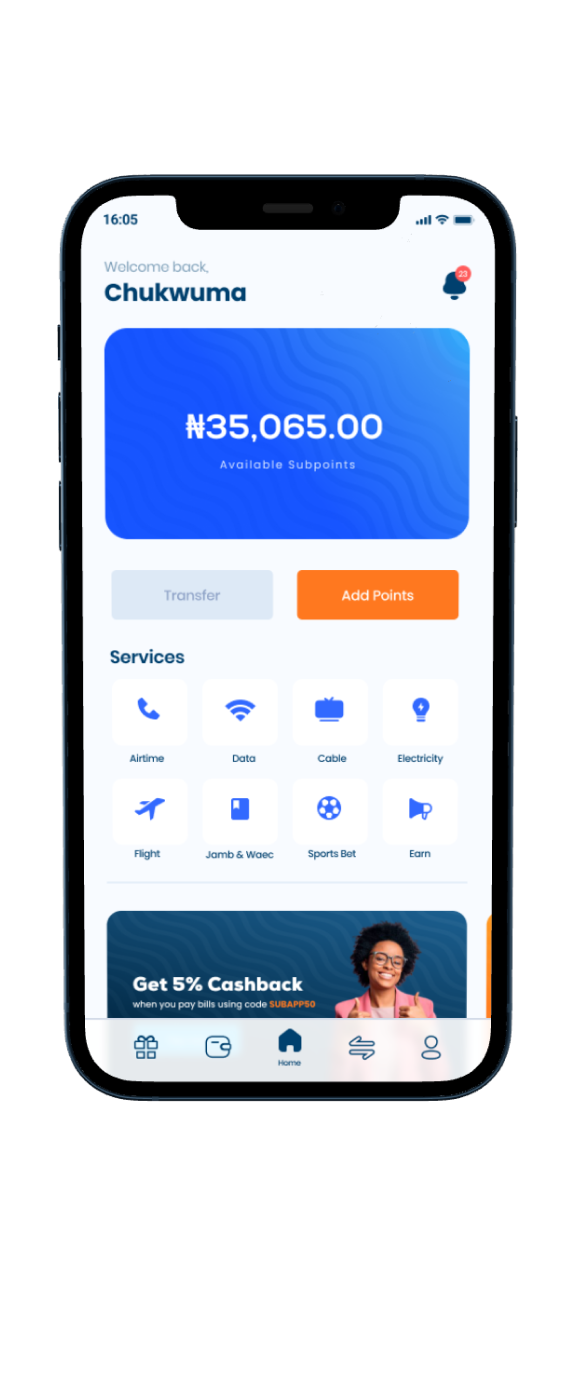 16:05
Welcome back,
Chukwuma
23
₦35,065.00
Available Subpoints
Transfer
Add Points
Services
Airtime
Data
Cable
Electricity
Flight
Jamb & Waec
Sports Bet
Earn
Get 5% Cashback
when you pay bills using code SUBAPP50
Home